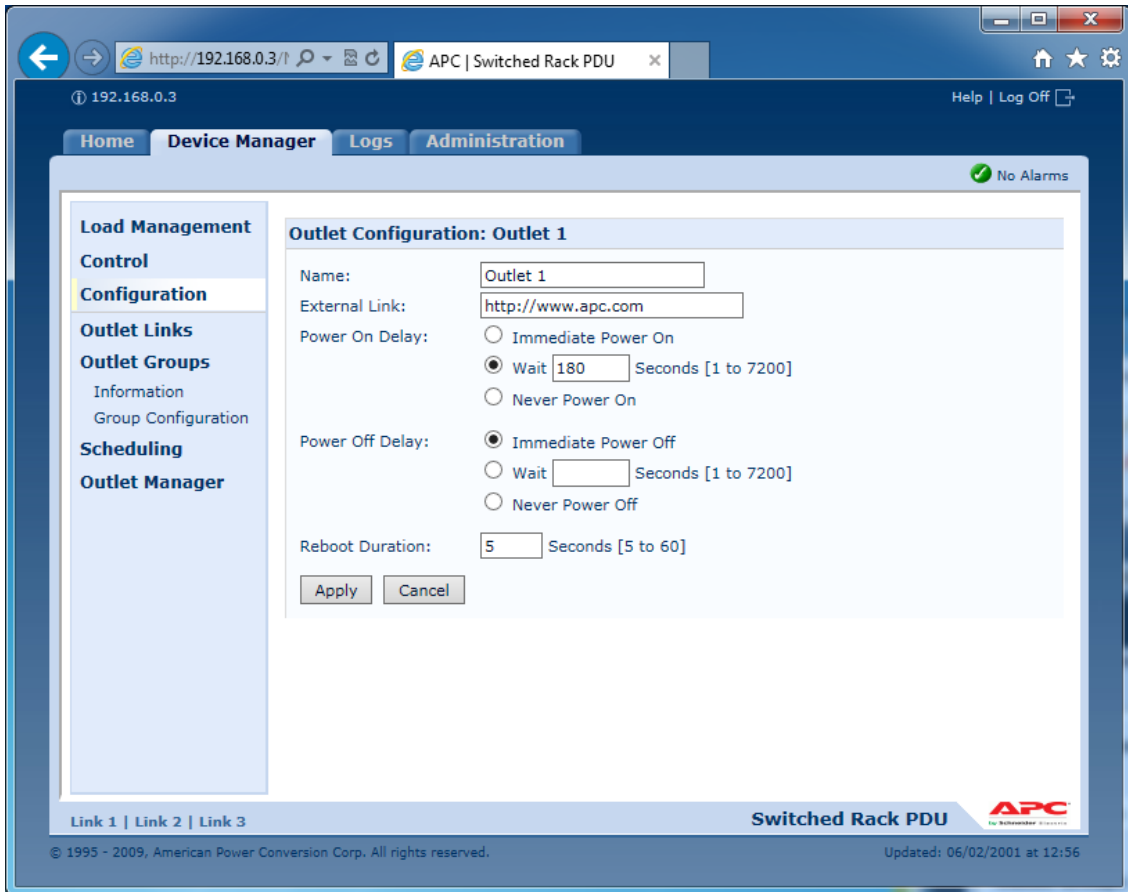 http://192.168.0.3/
APC | Switched Rack PDU
192.168.0.3
Help | Log Off
Home
Device Manager
Logs
Administration
No Alarms
Load Management
Control
Configuration
Outlet Links
Outlet Groups
Information
Group Configuration
Scheduling
Outlet Manager
Outlet Configuration: Outlet 1
Name: Outlet 1
External Link: http://www.apc.com
Power On Delay: Immediate Power On
Wait 180 Seconds [1 to 7200]
Never Power On
Power Off Delay: Immediate Power Off
Wait Seconds [1 to 7200]
Never Power Off
Reboot Duration: 5 Seconds [5 to 60]
Apply Cancel
Link 1 | Link 2 | Link 3
Switched Rack PDU
APC
by Schneider Electric
© 1995 - 2009, American Power Conversion Corp. All rights reserved.
Updated: 06/02/2001 at 12:56